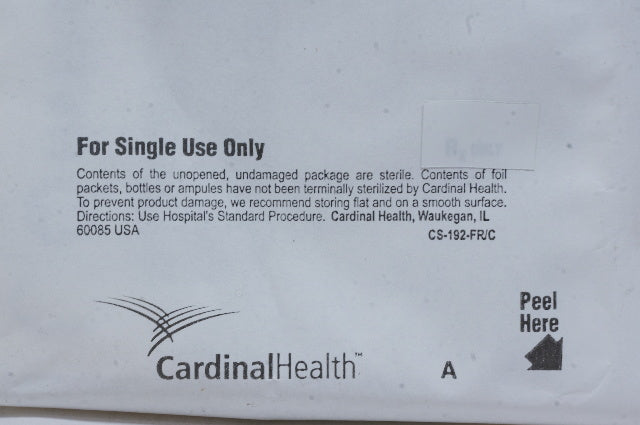 For Single Use Only
Contents of the unopened, undamaged package are sterile. Contents of foil
packets, bottles or ampules have not been terminally sterilized by Cardinal Health.
To prevent product damage, we recommend storing flat and on a smooth surface.
Directions: Use Hospital's Standard Procedure. Cardinal Health, Waukegan, IL
60085 USA
CS-192-FR/C
Peel
Here
CardinalHealth™
A